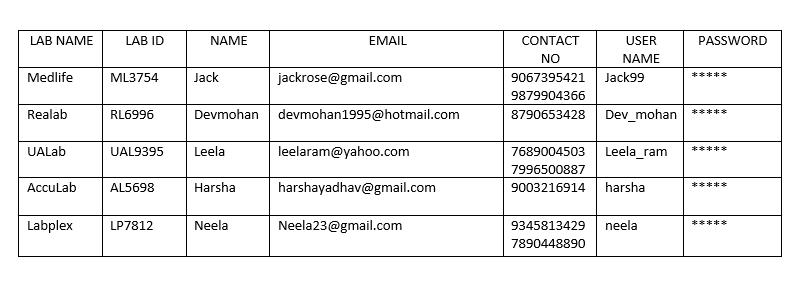 LAB NAME LAB ID NAME EMAIL CONTACT NO USER NAME PASSWORD
Medlife ML3754 Jack jackrose@gmail.com 9067395421 9879904366 Jack99 *****
Realab RL6996 Devmohan devmohan1995@hotmail.com 8790653428 Dev_mohan *****
UALab UAL9395 Leela leelaram@yahoo.com 7689004503 7996500887 Leela_ram *****
AccuLab AL5698 Harsha harshayadhav@gmail.com 9003216914 harsha *****
Labplex LP7812 Neela Neela23@gmail.com 9345813429 7890448890 neela *****